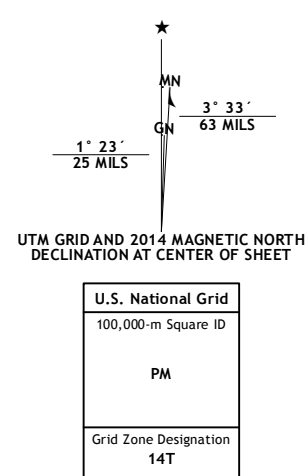 ★
MN
3° 33´
63 MILS
GN
1° 23´
25 MILS
UTM GRID AND 2014 MAGNETIC NORTH
DECLINATION AT CENTER OF SHEET
U.S. National Grid
100,000-m Square ID
PM
Grid Zone Designation
14T